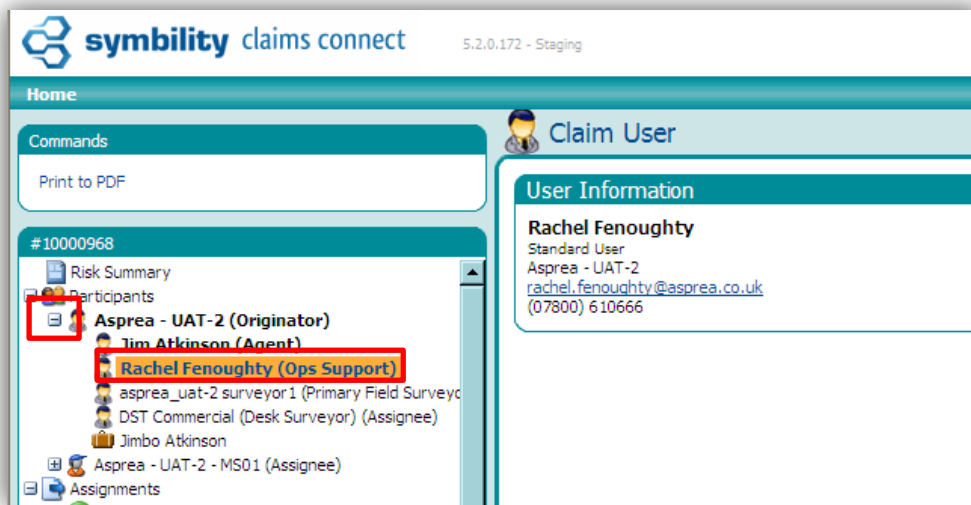 symbility claims connect 5.2.0.172 - Staging
Home
Commands
Print to PDF
#10000968
Risk Summary
Participants
Asprea - UAT-2 (Originator)
Jim Atkinson (Agent)
Rachel Fenoughty (Ops Support)
asprea_uat-2 surveyor1 (Primary Field Surveyo
DST Commercial (Desk Surveyor) (Assignee)
Jimbo Atkinson
Asprea - UAT-2 - MS01 (Assignee)
Assignments
Claim User
User Information
Rachel Fenoughty
Standard User
Asprea - UAT-2
rachel.fenoughty@asprea.co.uk
(07800) 610666